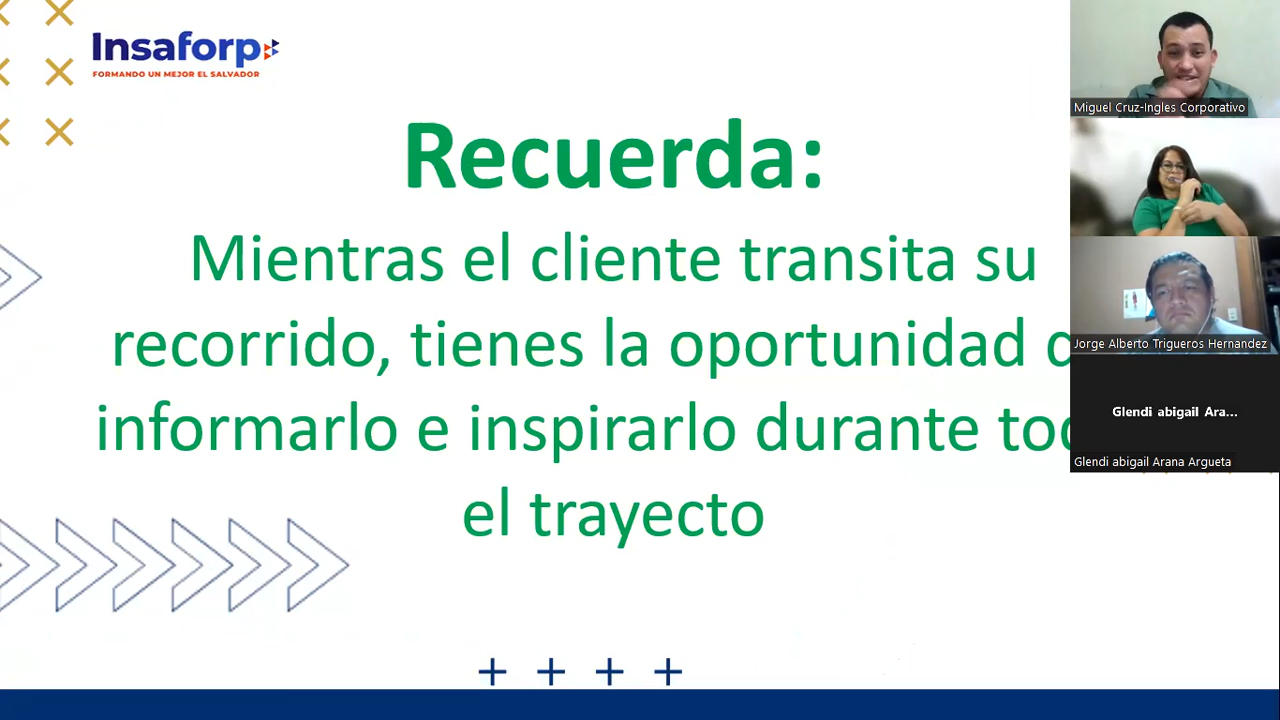 Insaforp
FORMANDO UN MEJOR EL SALVADOR
Recuerda:
Mientras el cliente transita su
recorrido, tienes la oportunidad
informarlo e inspirarlo durante
el trayecto
Miguel Cruz-Ingles Corporativo
Jorge Alberto Trigueros Hernandez
Glendi abigail Ara...
Glendi abigail Arana Argueta